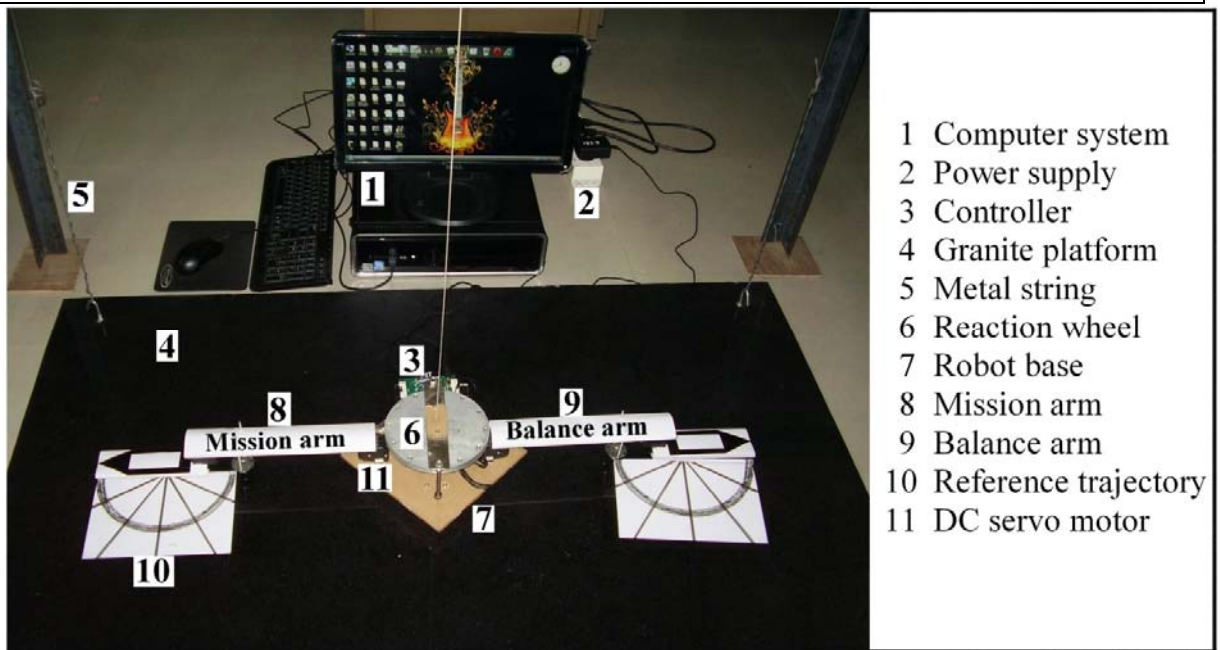 1
2
5
4
3
8
9
Mission arm
6
Balance arm
11
7
10
1 Computer system
2 Power supply
3 Controller
4 Granite platform
5 Metal string
6 Reaction wheel
7 Robot base
8 Mission arm
9 Balance arm
10 Reference trajectory
11 DC servo motor